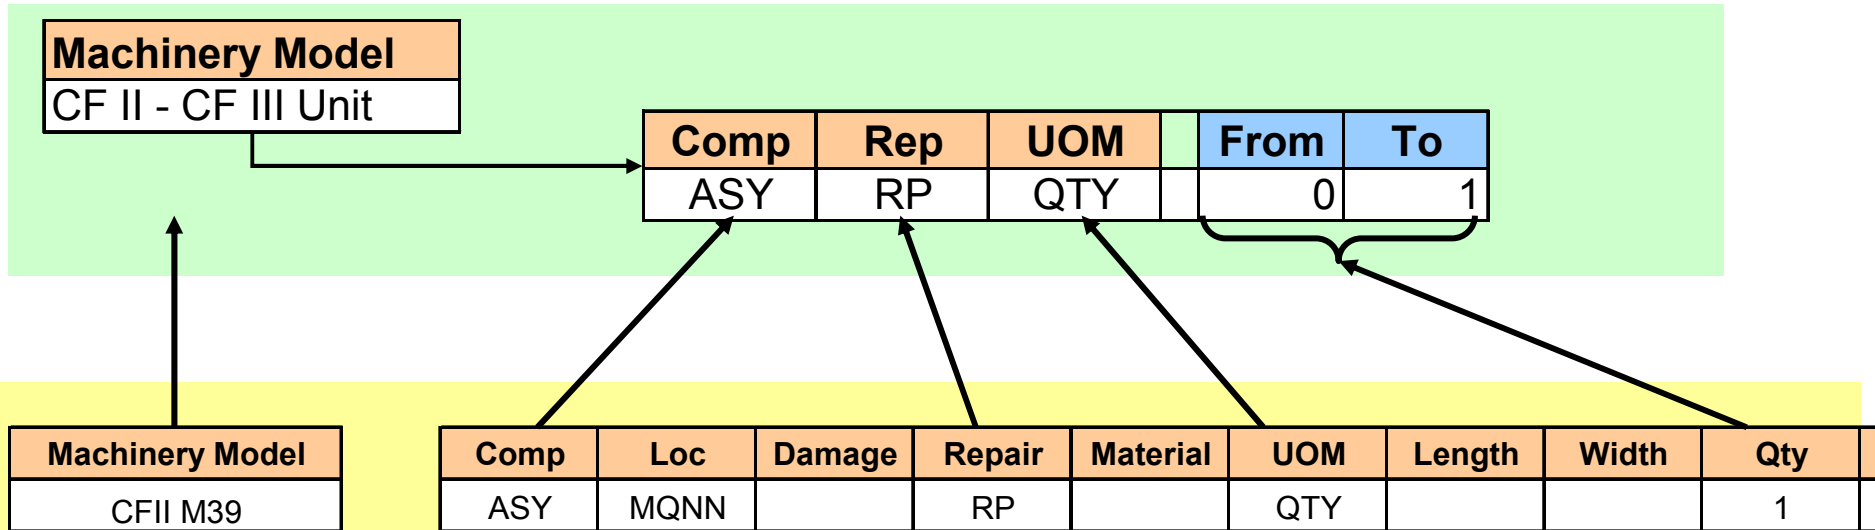 Machinery Model
CF II - CF III Unit
Comp Rep UOM From To
ASY RP QTY 0 1
Machinery Model Comp Loc Damage Repair Material UOM Length Width Qty
CFII M39 ASY MQNN RP QTY 1